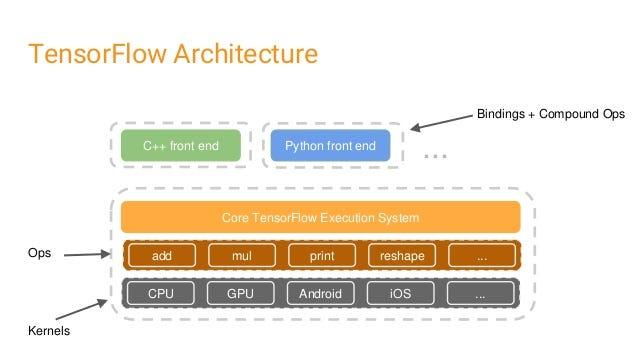 TensorFlow Architecture
Bindings + Compound Ops
C++ front end
Python front end
...
Core TensorFlow Execution System
Ops
add
mul
print
reshape
...
CPU
GPU
Android
iOS
...
Kernels